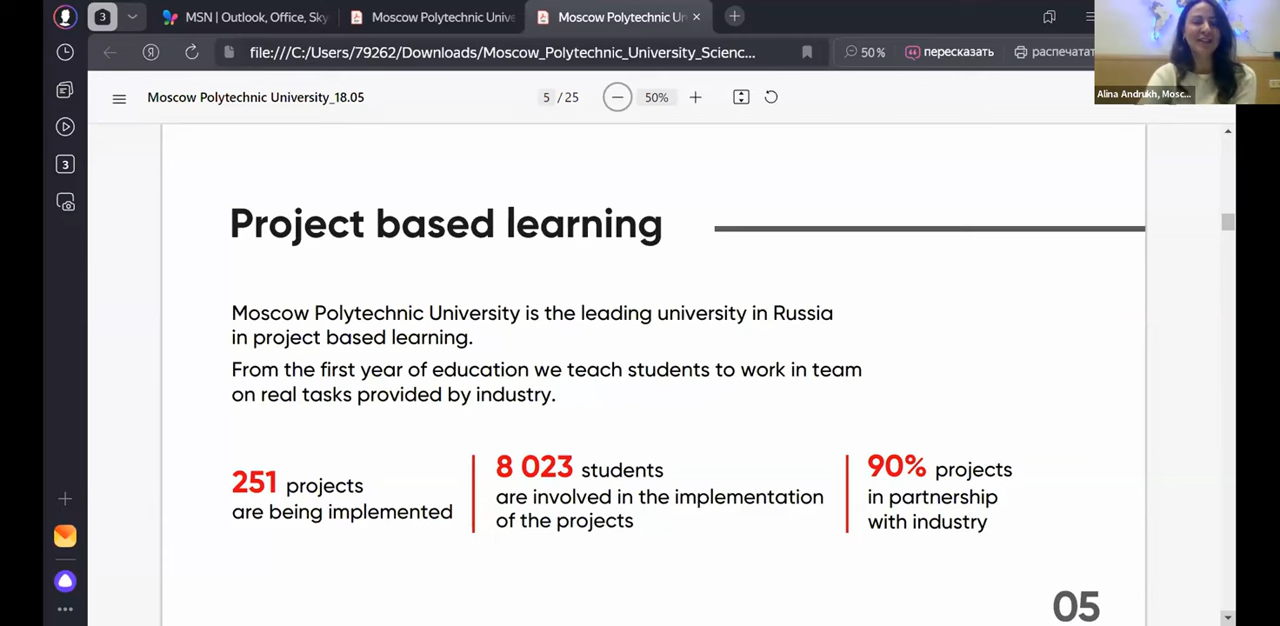 3
MSN | Outlook, Office, Sky
Moscow Polytechnic Unive
Moscow Polytechnic Un
file:///C:/Users/79262/Downloads/Moscow_Polytechnic_University_Scienc...
50%
пересказать
распечатат
Moscow Polytechnic University_18.05
5 / 25
50%
Alina Andrukh, Mosc...
3
Project based learning
Moscow Polytechnic University is the leading university in Russia
in project based learning.
From the first year of education we teach students to work in team
on real tasks provided by industry.
251 projects
are being implemented
8 023 students
are involved in the implementation
of the projects
90% projects
in partnership
with industry
05